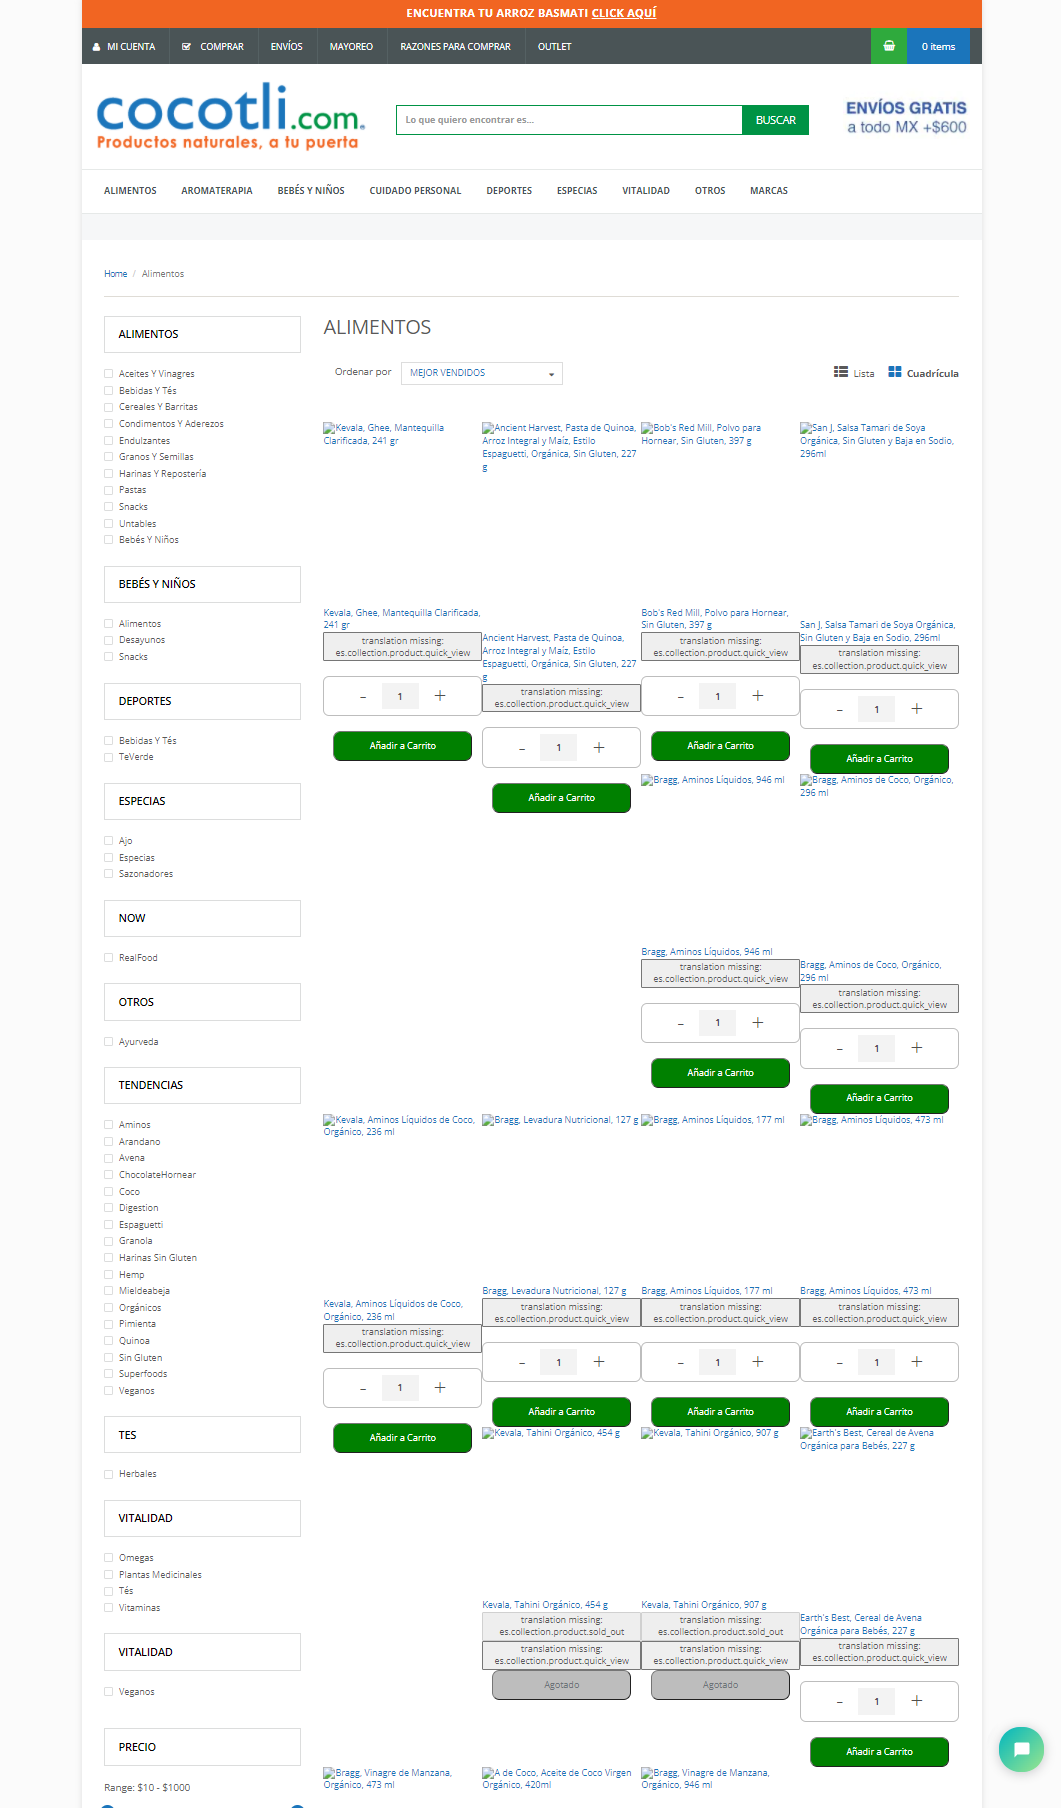 ENCUENTRA TU ARROZ BASMATI CLICK AQUÍ
MI CUENTA
COMPRAR
ENVÍOS
MAYOREO
RAZONES PARA COMPRAR
OUTLET
0 items
cocotli.com
Productos naturales, a tu puerta
Lo que quiero encontrar es...
BUSCAR
ENVÍOS GRATIS
a todo MX +$600
ALIMENTOS
AROMATERAPIA
BEBÉS Y NIÑOS
CUIDADO PERSONAL
DEPORTES
ESPECIAS
VITALIDAD
OTROS
MARCAS
Home / Alimentos
ALIMENTOS
Aceites Y Vinagres
Bebidas Y Tés
Cereales Y Barritas
Condimentos Y Aderezos
Endulzantes
Granos Y Semillas
Harinas Y Repostería
Pastas
Snacks
Untables
Bebés Y Niños
BEBÉS Y NIÑOS
Alimentos
Desayunos
Snacks
DEPORTES
Bebidas Y Tés
TeVerde
ESPECIAS
Ajo
Especias
Sazonadores
NOW
RealFood
OTROS
Ayurveda
TENDENCIAS
Aminos
Arandano
Avena
ChocolateHornear
Coco
Digestion
Espaguetti
Granola
Harinas Sin Gluten
Hemp
Mieldeabeja
Orgánicos
Pimienta
Quinoa
Sin Gluten
Superfoods
Veganos
TES
Herbales
VITALIDAD
Omegas
Plantas Medicinales
Tés
Vitaminas
VITALIDAD
Veganos
PRECIO
Range: $10 - $1000
ALIMENTOS
Ordenar por
MEJOR VENDIDOS
Lista
Cuadrícula
Kevala, Ghee, Mantequilla
Clarificada, 241 gr
Ancient Harvest, Pasta de Quinoa,
Arroz Integral y Maíz, Estilo
Espaguetti, Orgánica, Sin Gluten, 227
g
Bob's Red Mill, Polvo para
Hornear, Sin Gluten, 397 g
San J, Salsa Tamari de Soya
Orgánica, Sin Gluten y Baja en Sodio,
296ml
Kevala, Ghee, Mantequilla Clarificada,
241 gr
translation missing:
es.collection.product.quick_view
- 1 +
Añadir a Carrito
Ancient Harvest, Pasta de Quinoa,
Arroz Integral y Maíz, Estilo
Espaguetti, Orgánica, Sin Gluten, 227
g
translation missing:
es.collection.product.quick_view
- 1 +
Añadir a Carrito
Bob's Red Mill, Polvo para Hornear,
Sin Gluten, 397 g
translation missing:
es.collection.product.quick_view
- 1 +
Añadir a Carrito
San J, Salsa Tamari de Soya Orgánica,
Sin Gluten y Baja en Sodio, 296ml
translation missing:
es.collection.product.quick_view
- 1 +
Añadir a Carrito
Bragg, Aminos Líquidos, 946 ml
Bragg, Aminos de Coco, Orgánico,
296 ml
Bragg, Aminos Líquidos, 946 ml
translation missing:
es.collection.product.quick_view
- 1 +
Añadir a Carrito
Bragg, Aminos de Coco, Orgánico,
296 ml
translation missing:
es.collection.product.quick_view
- 1 +
Añadir a Carrito
Kevala, Aminos Líquidos de Coco,
Orgánico, 236 ml
Bragg, Levadura Nutricional, 127 g
Bragg, Aminos Líquidos, 177 ml
Bragg, Aminos Líquidos, 473 ml
Kevala, Aminos Líquidos de Coco,
Orgánico, 236 ml
translation missing:
es.collection.product.quick_view
- 1 +
Añadir a Carrito
Bragg, Levadura Nutricional, 127 g
translation missing:
es.collection.product.quick_view
- 1 +
Añadir a Carrito
Bragg, Aminos Líquidos, 177 ml
translation missing:
es.collection.product.quick_view
- 1 +
Añadir a Carrito
Bragg, Aminos Líquidos, 473 ml
translation missing:
es.collection.product.quick_view
- 1 +
Añadir a Carrito
Kevala, Tahini Orgánico, 454 g
Kevala, Tahini Orgánico, 907 g
Earth's Best, Cereal de Avena
Orgánica para Bebés, 227 g
Kevala, Tahini Orgánico, 454 g
translation missing:
es.collection.product.sold_out
translation missing:
es.collection.product.quick_view
Agotado
Kevala, Tahini Orgánico, 907 g
translation missing:
es.collection.product.sold_out
translation missing:
es.collection.product.quick_view
Agotado
Earth's Best, Cereal de Avena
Orgánica para Bebés, 227 g
translation missing:
es.collection.product.quick_view
- 1 +
Añadir a Carrito
Bragg, Vinagre de Manzana,
Orgánico, 473 ml
A de Coco, Aceite de Coco Virgen
Orgánico, 420ml
Bragg, Vinagre de Manzana,
Orgánico, 946 ml